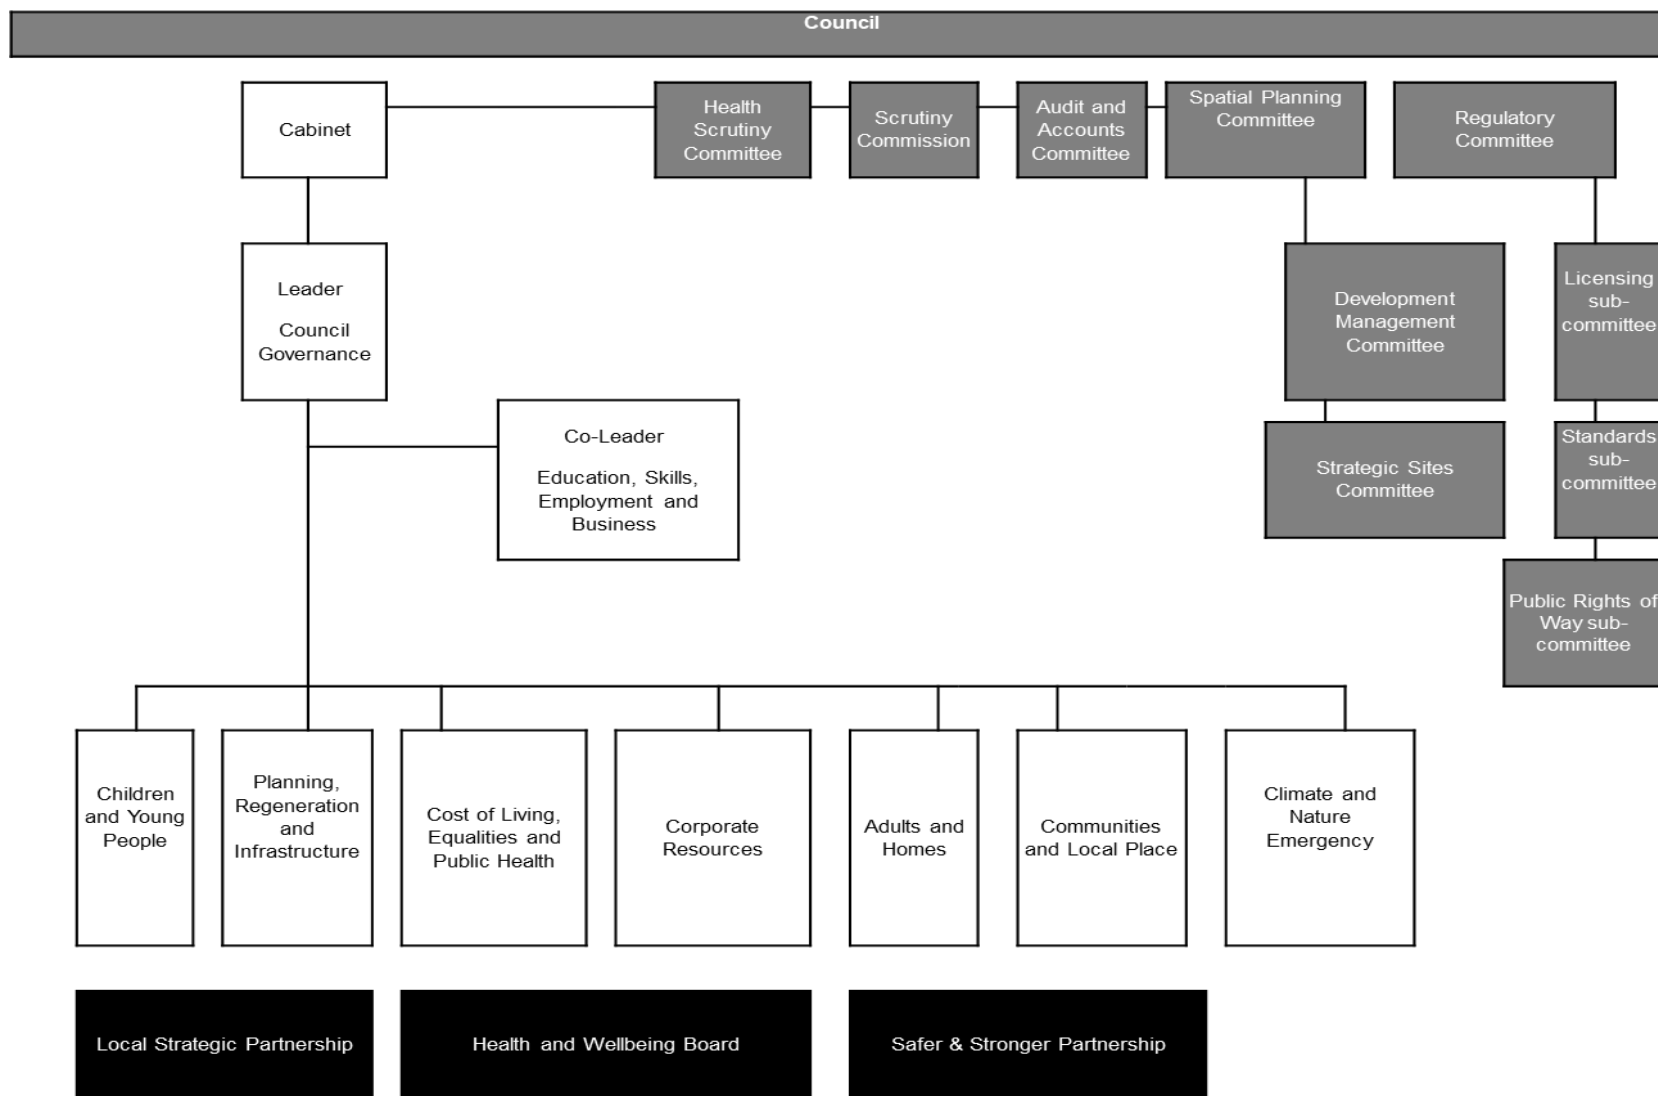 Council
Cabinet
Health
Scrutiny
Committee
Scrutiny
Commission
Audit and
Accounts
Committee
Spatial Planning
Committee
Regulatory
Committee
Leader
Council
Governance
Development
Management
Committee
Licensing
sub-
committee
Co-Leader
Education, Skills,
Employment and
Business
Strategic Sites
Committee
Standards
sub-
committee
Public Rights of
Way sub-
committee
Children
and Young
People
Planning,
Regeneration
and
Infrastructure
Cost of Living,
Equalities and
Public Health
Corporate
Resources
Adults and
Homes
Communities
and Local Place
Climate and
Nature
Emergency
Local Strategic Partnership
Health and Wellbeing Board
Safer & Stronger Partnership